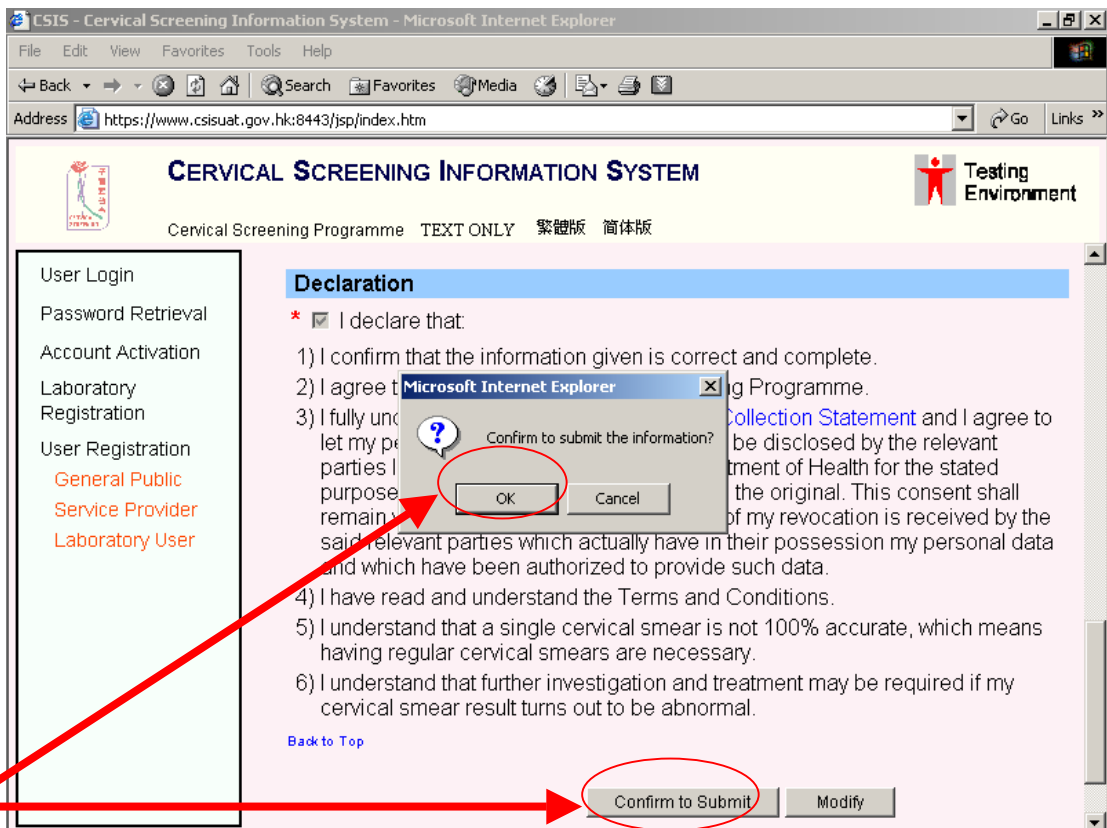 CSIS - Cervical Screening Information System - Microsoft Internet Explorer
File Edit View Favorites Tools Help
Back Search Favorites Media
Address https://www.csisuat.gov.hk:8443/jsp/index.htm Go Links »
CERVICAL SCREENING INFORMATION SYSTEM
Testing
Environment
Cervical Screening Programme TEXT ONLY 繁體版 简体版
User Login
Password Retrieval
Account Activation
Laboratory
Registration
User Registration
General Public
Service Provider
Laboratory User
Declaration
* I declare that:
1) I confirm that the information given is correct and complete.
2) I agree t
g Programme.
3) I fully und
Collection Statement and I agree to
let my pe
be disclosed by the relevant
parties l
tment of Health for the stated
purpose
the original. This consent shall
remain v
of my revocation is received by the
said relevant parties which actually have in their possession my personal data
and which have been authorized to provide such data.
4) I have read and understand the Terms and Conditions.
5) I understand that a single cervical smear is not 100% accurate, which means
having regular cervical smears are necessary.
6) I understand that further investigation and treatment may be required if my
cervical smear result turns out to be abnormal.
Microsoft Internet Explorer
Confirm to submit the information?
OK Cancel
Back to Top
Confirm to Submit Modify